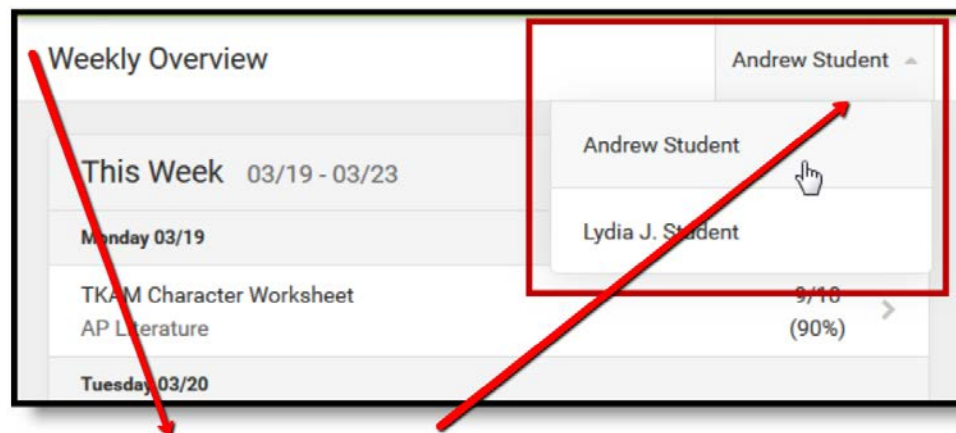 Weekly Overview
Andrew Student
Andrew Student
Lydia J. Student
This Week 03/19 - 03/23
Monday 03/19
TKAM Character Worksheet
9/10
AP Literature
(90%)
Tuesday 03/20